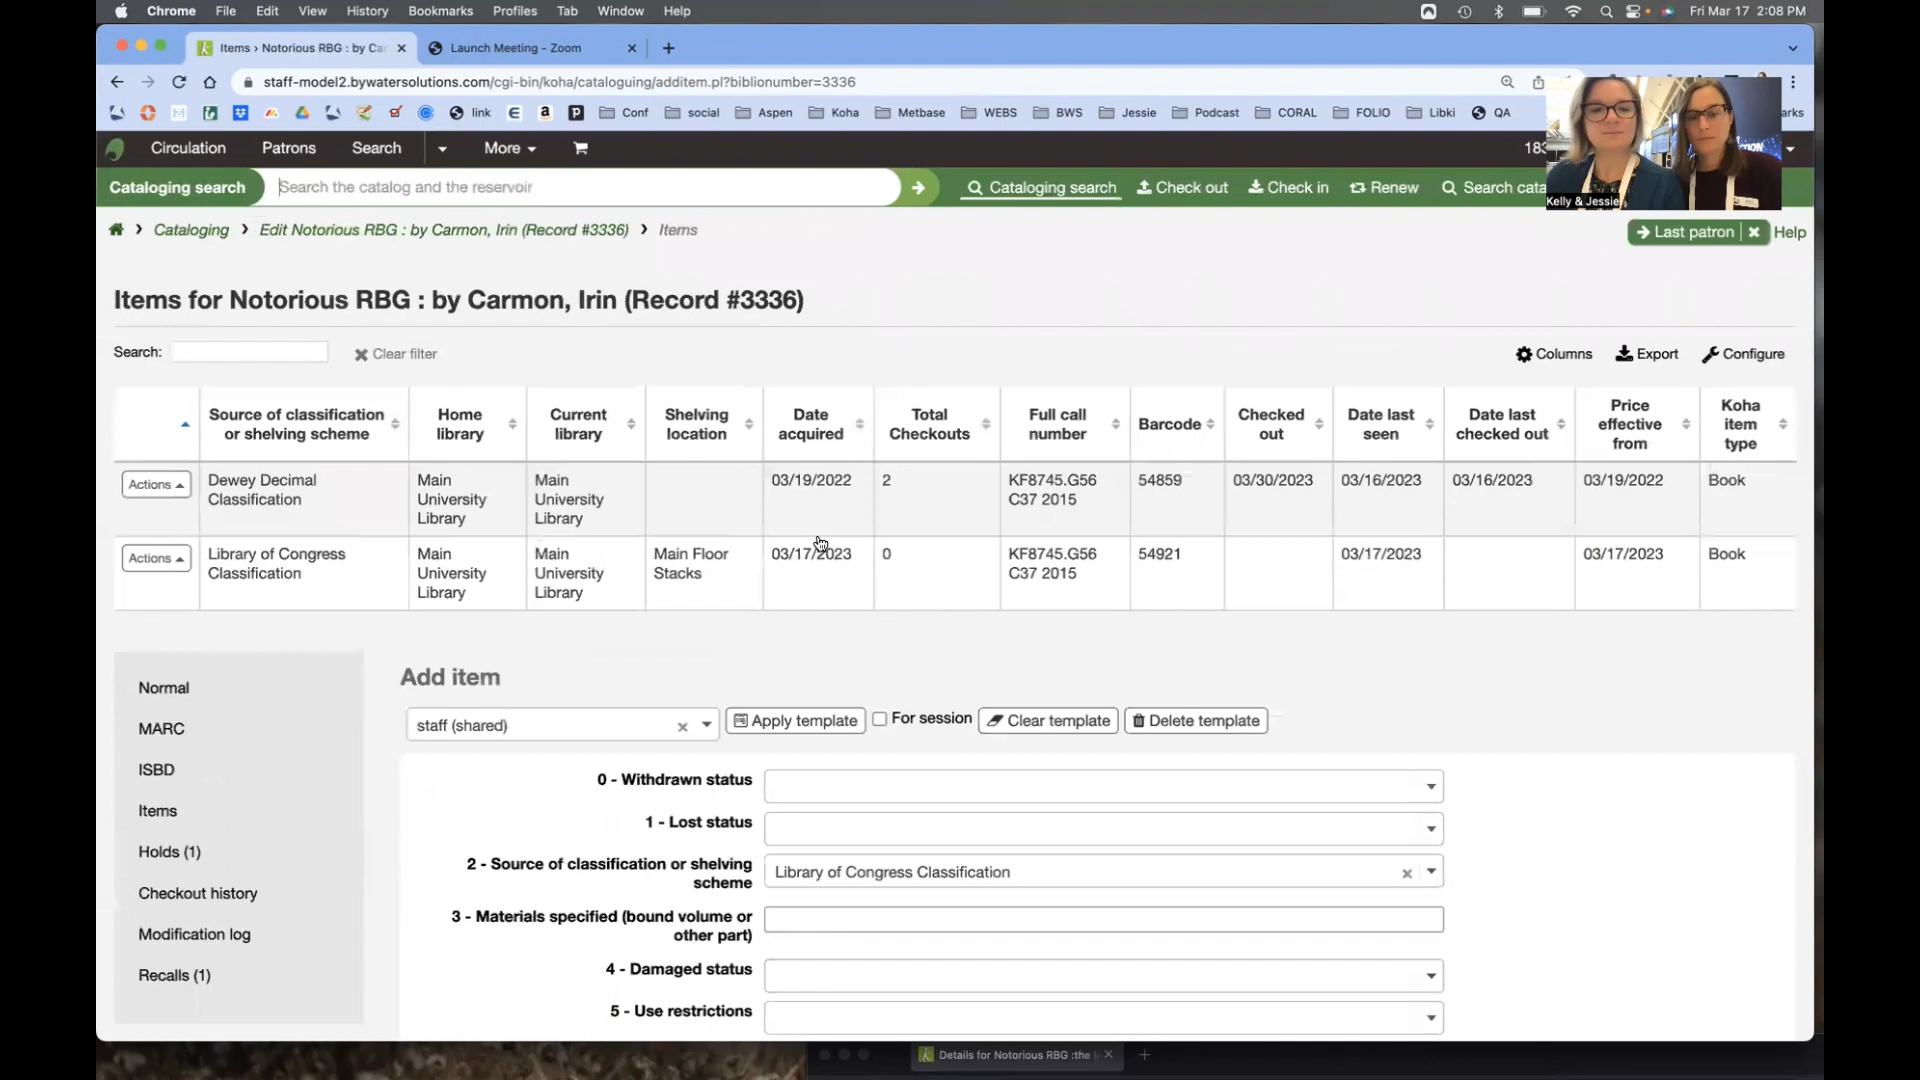 Chrome File Edit View History Bookmarks Profiles Tab Window Help Fri Mar 17 2:08 PM
Items › Notorious RBG : by Ca Launch Meeting - Zoom
staff-model2.bywatersolutions.com/cgi-bin/koha/cataloguing/additem.pl?biblionumber=3336
link Conf social Aspen Koha Metbase WEBS BWS Jessie Podcast CORAL FOLIO Libki QA arks
Circulation Patrons Search More 183
Cataloging search Search the catalog and the reservoir Cataloging search Check out Check in Renew Search cata
Kelly & Jessie
Cataloging Edit Notorious RBG : by Carmon, Irin (Record #3336) Items Last patron Help
Items for Notorious RBG : by Carmon, Irin (Record #3336)
Search: Clear filter Columns Export Configure
Source of classification or shelving scheme
Home library
Current library
Shelving location
Date acquired
Total Checkouts
Full call number
Barcode
Checked out
Date last seen
Date last checked out
Price effective from
Koha item type
Actions Dewey Decimal Main Main 03/19/2022 2 KF8745.G56 54859 03/30/2023 03/16/2023 03/16/2023 03/19/2022 Book
Classification University University C37 2015
Library Library
Actions Library of Congress Main Main Main Floor 03/17/2023 0 KF8745.G56 54921 03/17/2023 03/17/2023 Book
Classification University University Stacks C37 2015
Library Library
Normal
MARC
ISBD
Items
Holds (1)
Checkout history
Modification log
Recalls (1)
Add item
staff (shared) Apply template For session Clear template Delete template
0 - Withdrawn status
1 - Lost status
2 - Source of classification or shelving scheme Library of Congress Classification
3 - Materials specified (bound volume or
other part)
4 - Damaged status
5 - Use restrictions
Details for Notorious RBG :the